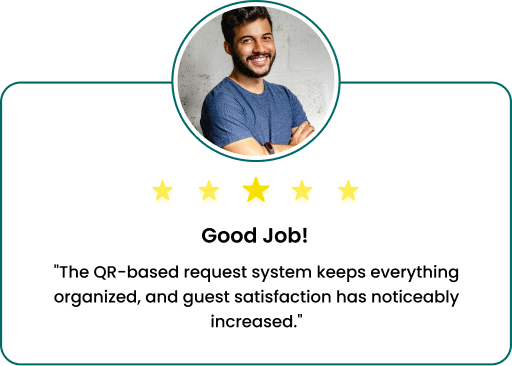 Good Job!
"The QR-based request system keeps everything
organized, and guest satisfaction has noticeably
increased."